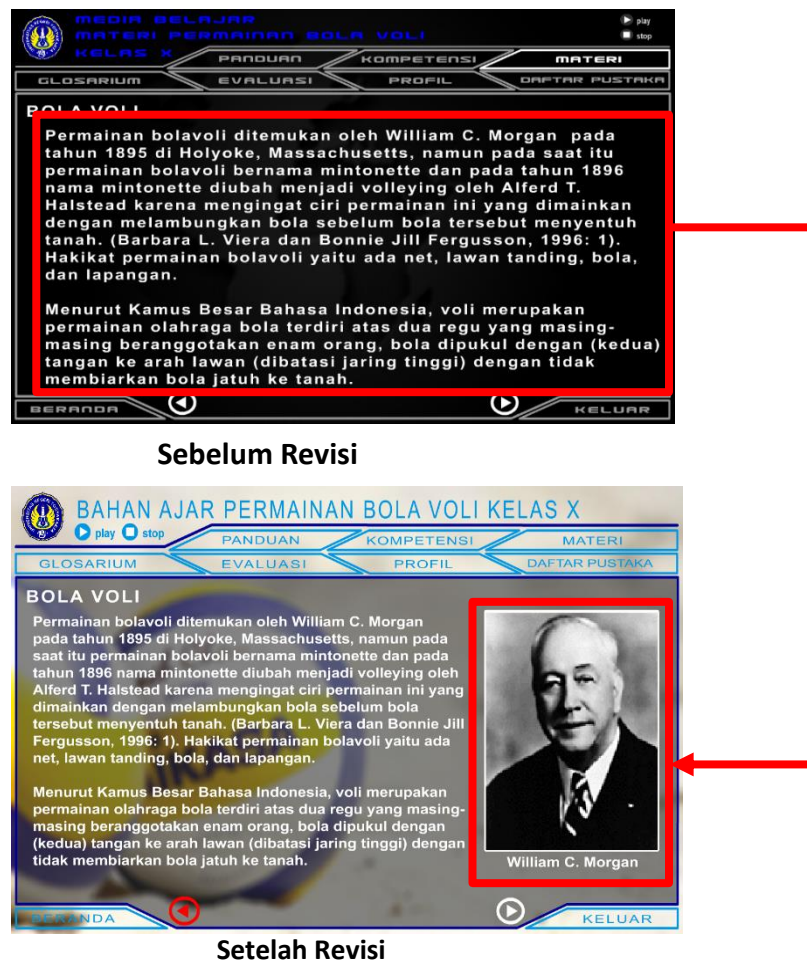 MEDIA BELAJAR
MATERI PERMAINAN BOLA VOLI
KELAS X
play
stop
PANDUAN
KOMPETENSI
MATERI
GLOSARIUM
EVALUASI
PROFIL
DAFTAR PUSTAKA
BOLA VOLI
Permainan bolavoli ditemukan oleh William C. Morgan pada
tahun 1895 di Holyoke, Massachusetts, namun pada saat itu
permainan bolavoli bernama mintonette dan pada tahun 1896
nama mintonette diubah menjadi volleying oleh Alferd T.
Halstead karena mengingat ciri permainan ini yang dimainkan
dengan melambungkan bola sebelum bola tersebut menyentuh
tanah. (Barbara L. Viera dan Bonnie Jill Fergusson, 1996: 1).
Hakikat permainan bolavoli yaitu ada net, lawan tanding, bola,
dan lapangan.
Menurut Kamus Besar Bahasa Indonesia, voli merupakan
permainan olahraga bola terdiri atas dua regu yang masing-
masing beranggotakan enam orang, bola dipukul dengan (kedua)
tangan ke arah lawan (dibatasi jaring tinggi) dengan tidak
membiarkan bola jatuh ke tanah.
BERANDA
KELUAR
Sebelum Revisi
BAHAN AJAR PERMAINAN BOLA VOLI KELAS X
play stop
PANDUAN
KOMPETENSI
MATERI
GLOSARIUM
EVALUASI
PROFIL
DAFTAR PUSTAKA
BOLA VOLI
Permainan bolavoli ditemukan oleh William C. Morgan
pada tahun 1895 di Holyoke, Massachusetts, namun pada
saat itu permainan bolavoli bernama mintonette dan pada
tahun 1896 nama mintonette diubah menjadi volleying oleh
Alferd T. Halstead karena mengingat ciri permainan ini yang
dimainkan dengan melambungkan bola sebelum bola
tersebut menyentuh tanah. (Barbara L. Viera dan Bonnie Jill
Fergusson, 1996: 1). Hakikat permainan bolavoli yaitu ada
net, lawan tanding, bola, dan lapangan.
Menurut Kamus Besar Bahasa Indonesia, voli merupakan
permainan olahraga bola terdiri atas dua regu yang masing-
masing beranggotakan enam orang, bola dipukul dengan
(kedua) tangan ke arah lawan (dibatasi jaring tinggi) dengan
tidak membiarkan bola jatuh ke tanah.
William C. Morgan
MIKASA
BERANDA
KELUAR
Setelah Revisi